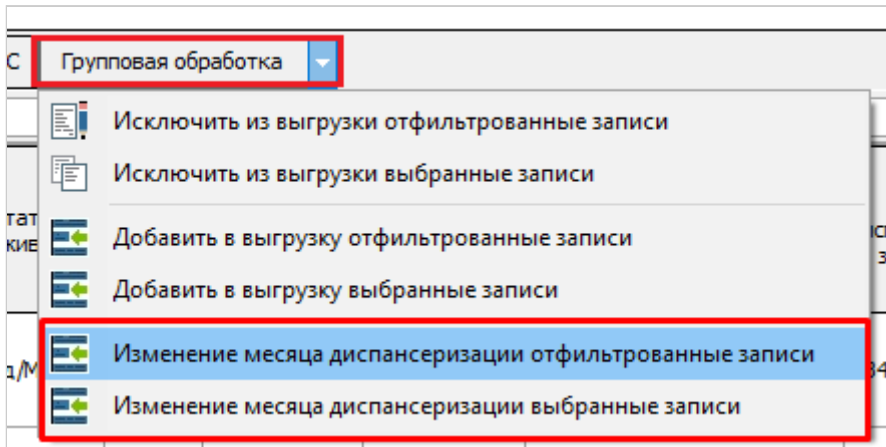 С Групповая обработка
Исключить из выгрузки отфильтрованные записи
Исключить из выгрузки выбранные записи
Добавить в выгрузку отфильтрованные записи
Добавить в выгрузку выбранные записи
Изменение месяца диспансеризации отфильтрованные записи
Изменение месяца диспансеризации выбранные записи